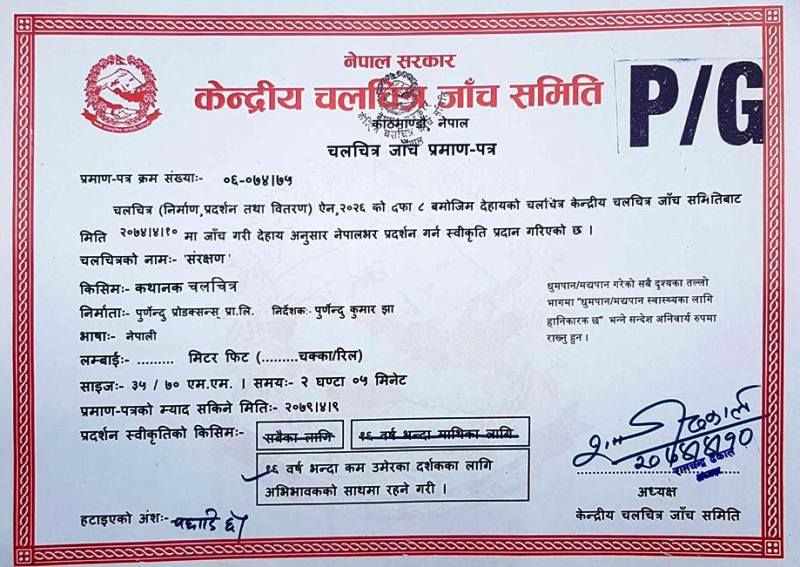 नेपाल सरकार
केन्द्रीय चलचित्र जाँच समिति
P/G
काठमाण्डौ नेपाल
चलचित्र जाँच प्रमाण-पत्र
प्रमाण-पत्र क्रम संख्याः- ०६-०७४।७५
चलचित्र (निर्माण,प्रदर्शन तथा वितरण) ऐन,२०२६ को दफा ८ बमोजिम देहायको चलचित्र केन्द्रीय चलचित्र जाँच समितिबाट
मिति २०७४।४।१० मा जाँच गरी देहाय अनुसार नेपालभर प्रदर्शन गर्न स्वीकृति प्रदान गरिएको छ ।
चलचित्रको नामः- 'संरक्षण'
किसिमः- कथानक चलचित्र
निर्माताः- पुर्णेन्दु प्रोडक्सन्स् प्रा.लि. निर्देशकः- पुर्णेन्दु कुमार झा
भाषाः- नेपाली
लम्बाईः- ......... मिटर फिट (.........चक्का/रिल)
साइजः- ३५ / ७० एम.एम. । समयः- २ घण्टा ०५ मिनेट
प्रमाण-पत्रको म्याद सकिने मितिः- २०७९।४।९
प्रदर्शन स्वीकृतिको किसिमः- सबैका लागि १६ वर्ष भन्दा माथिका लागि
१६ वर्ष भन्दा कम उमेरका दर्शकका लागि
अभिभावकको साथमा रहने गरी ।
हटाइएको अंशः- पछाडि छ
धुमपान/मद्यपान गरेको सबै दृश्यका तल्लो
भागमा "धुमपान/मद्यपान स्वास्थ्यका लागि
हानिकारक छ" भन्ने सन्देश अनिवार्य रुपमा
राख्नु हुन ।
२०७४।४।१०
रामचन्द्र ढकाल
अध्यक्ष
अध्यक्ष
केन्द्रीय चलचित्र जाँच समिति